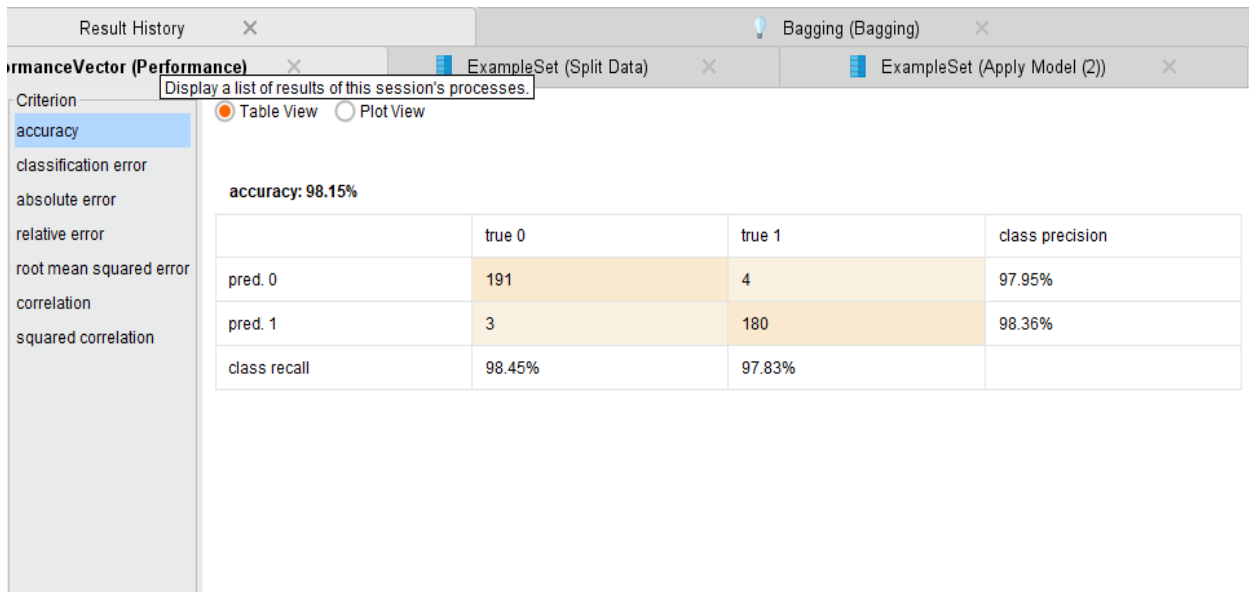 Result History
Bagging (Bagging)
ormanceVector (Performance)
ExampleSet (Split Data)
ExampleSet (Apply Model (2))
Display a list of results of this session's processes.
Criterion
accuracy
classification error
absolute error
relative error
root mean squared error
correlation
squared correlation
Table View Plot View
accuracy: 98.15%
true 0 true 1 class precision
pred. 0 191 4 97.95%
pred. 1 3 180 98.36%
class recall 98.45% 97.83%